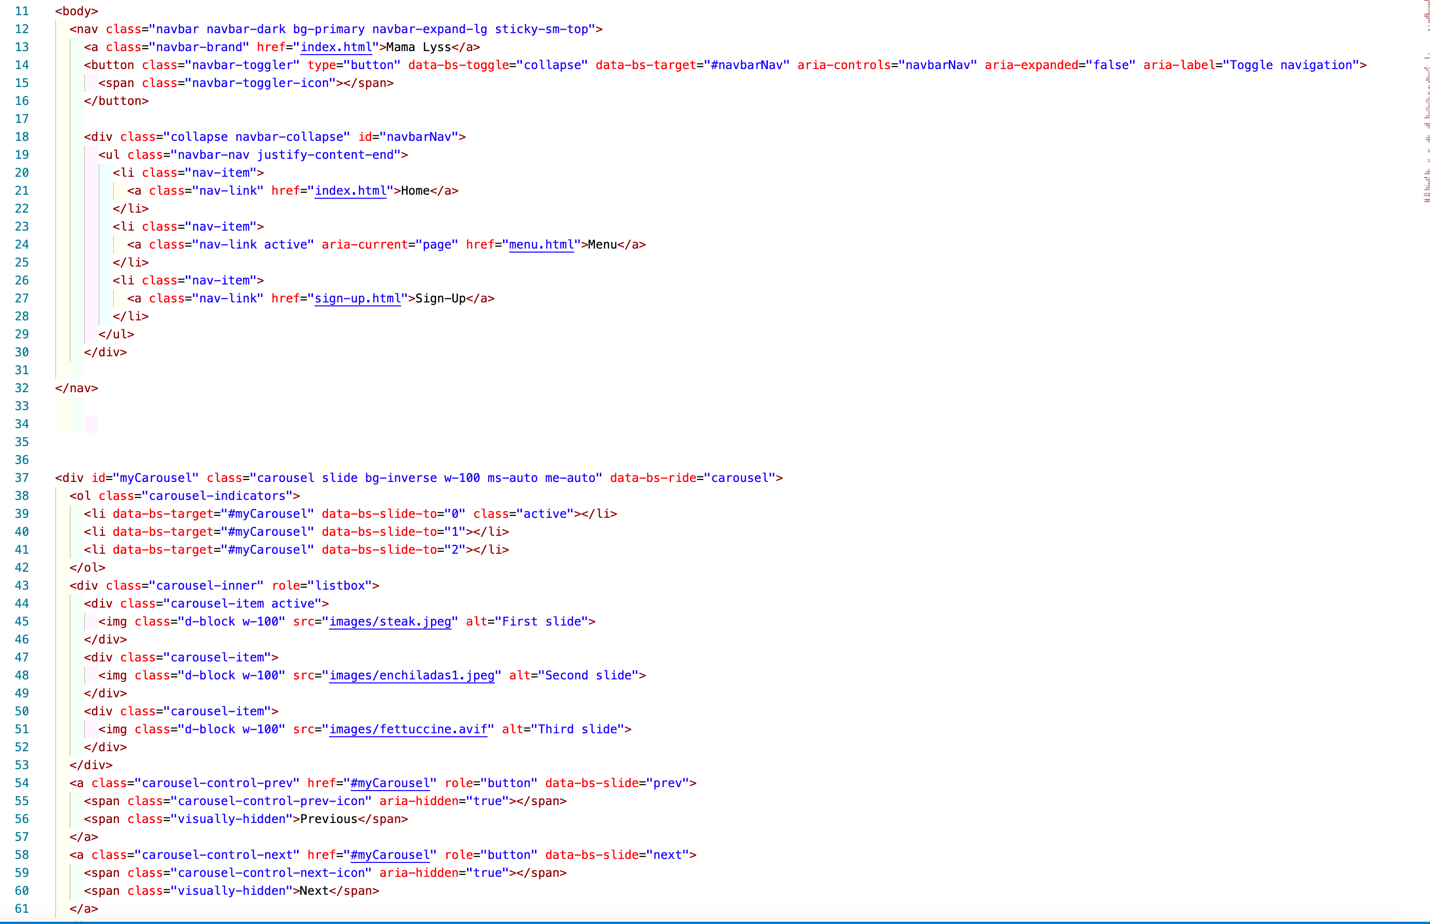 11 <body>
12 <nav class="navbar navbar-dark bg-primary navbar-expand-lg sticky-sm-top">
13 <a class="navbar-brand" href="index.html">Mama Lyss</a>
14 <button class="navbar-toggler" type="button" data-bs-toggle="collapse" data-bs-target="#navbarNav" aria-controls="navbarNav" aria-expanded="false" aria-label="Toggle navigation">
15 <span class="navbar-toggler-icon"></span>
16 </button>
17
18 <div class="collapse navbar-collapse" id="navbarNav">
19 <ul class="navbar-nav justify-content-end">
20 <li class="nav-item">
21 <a class="nav-link" href="index.html">Home</a>
22 </li>
23 <li class="nav-item">
24 <a class="nav-link active" aria-current="page" href="menu.html">Menu</a>
25 </li>
26 <li class="nav-item">
27 <a class="nav-link" href="sign-up.html">Sign-Up</a>
28 </li>
29 </ul>
30 </div>
31
32 </nav>
33
34
35
36
37 <div id="myCarousel" class="carousel slide bg-inverse w-100 ms-auto me-auto" data-bs-ride="carousel">
38 <ol class="carousel-indicators">
39 <li data-bs-target="#myCarousel" data-bs-slide-to="0" class="active"></li>
40 <li data-bs-target="#myCarousel" data-bs-slide-to="1"></li>
41 <li data-bs-target="#myCarousel" data-bs-slide-to="2"></li>
42 </ol>
43 <div class="carousel-inner" role="listbox">
44 <div class="carousel-item active">
45 <img class="d-block w-100" src="images/steak.jpeg" alt="First slide">
46 </div>
47 <div class="carousel-item">
48 <img class="d-block w-100" src="images/enchiladas1.jpeg" alt="Second slide">
49 </div>
50 <div class="carousel-item">
51 <img class="d-block w-100" src="images/fettuccine.avif" alt="Third slide">
52 </div>
53 </div>
54 <a class="carousel-control-prev" href="#myCarousel" role="button" data-bs-slide="prev">
55 <span class="carousel-control-prev-icon" aria-hidden="true"></span>
56 <span class="visually-hidden">Previous</span>
57 </a>
58 <a class="carousel-control-next" href="#myCarousel" role="button" data-bs-slide="next">
59 <span class="carousel-control-next-icon" aria-hidden="true"></span>
60 <span class="visually-hidden">Next</span>
61 </a>